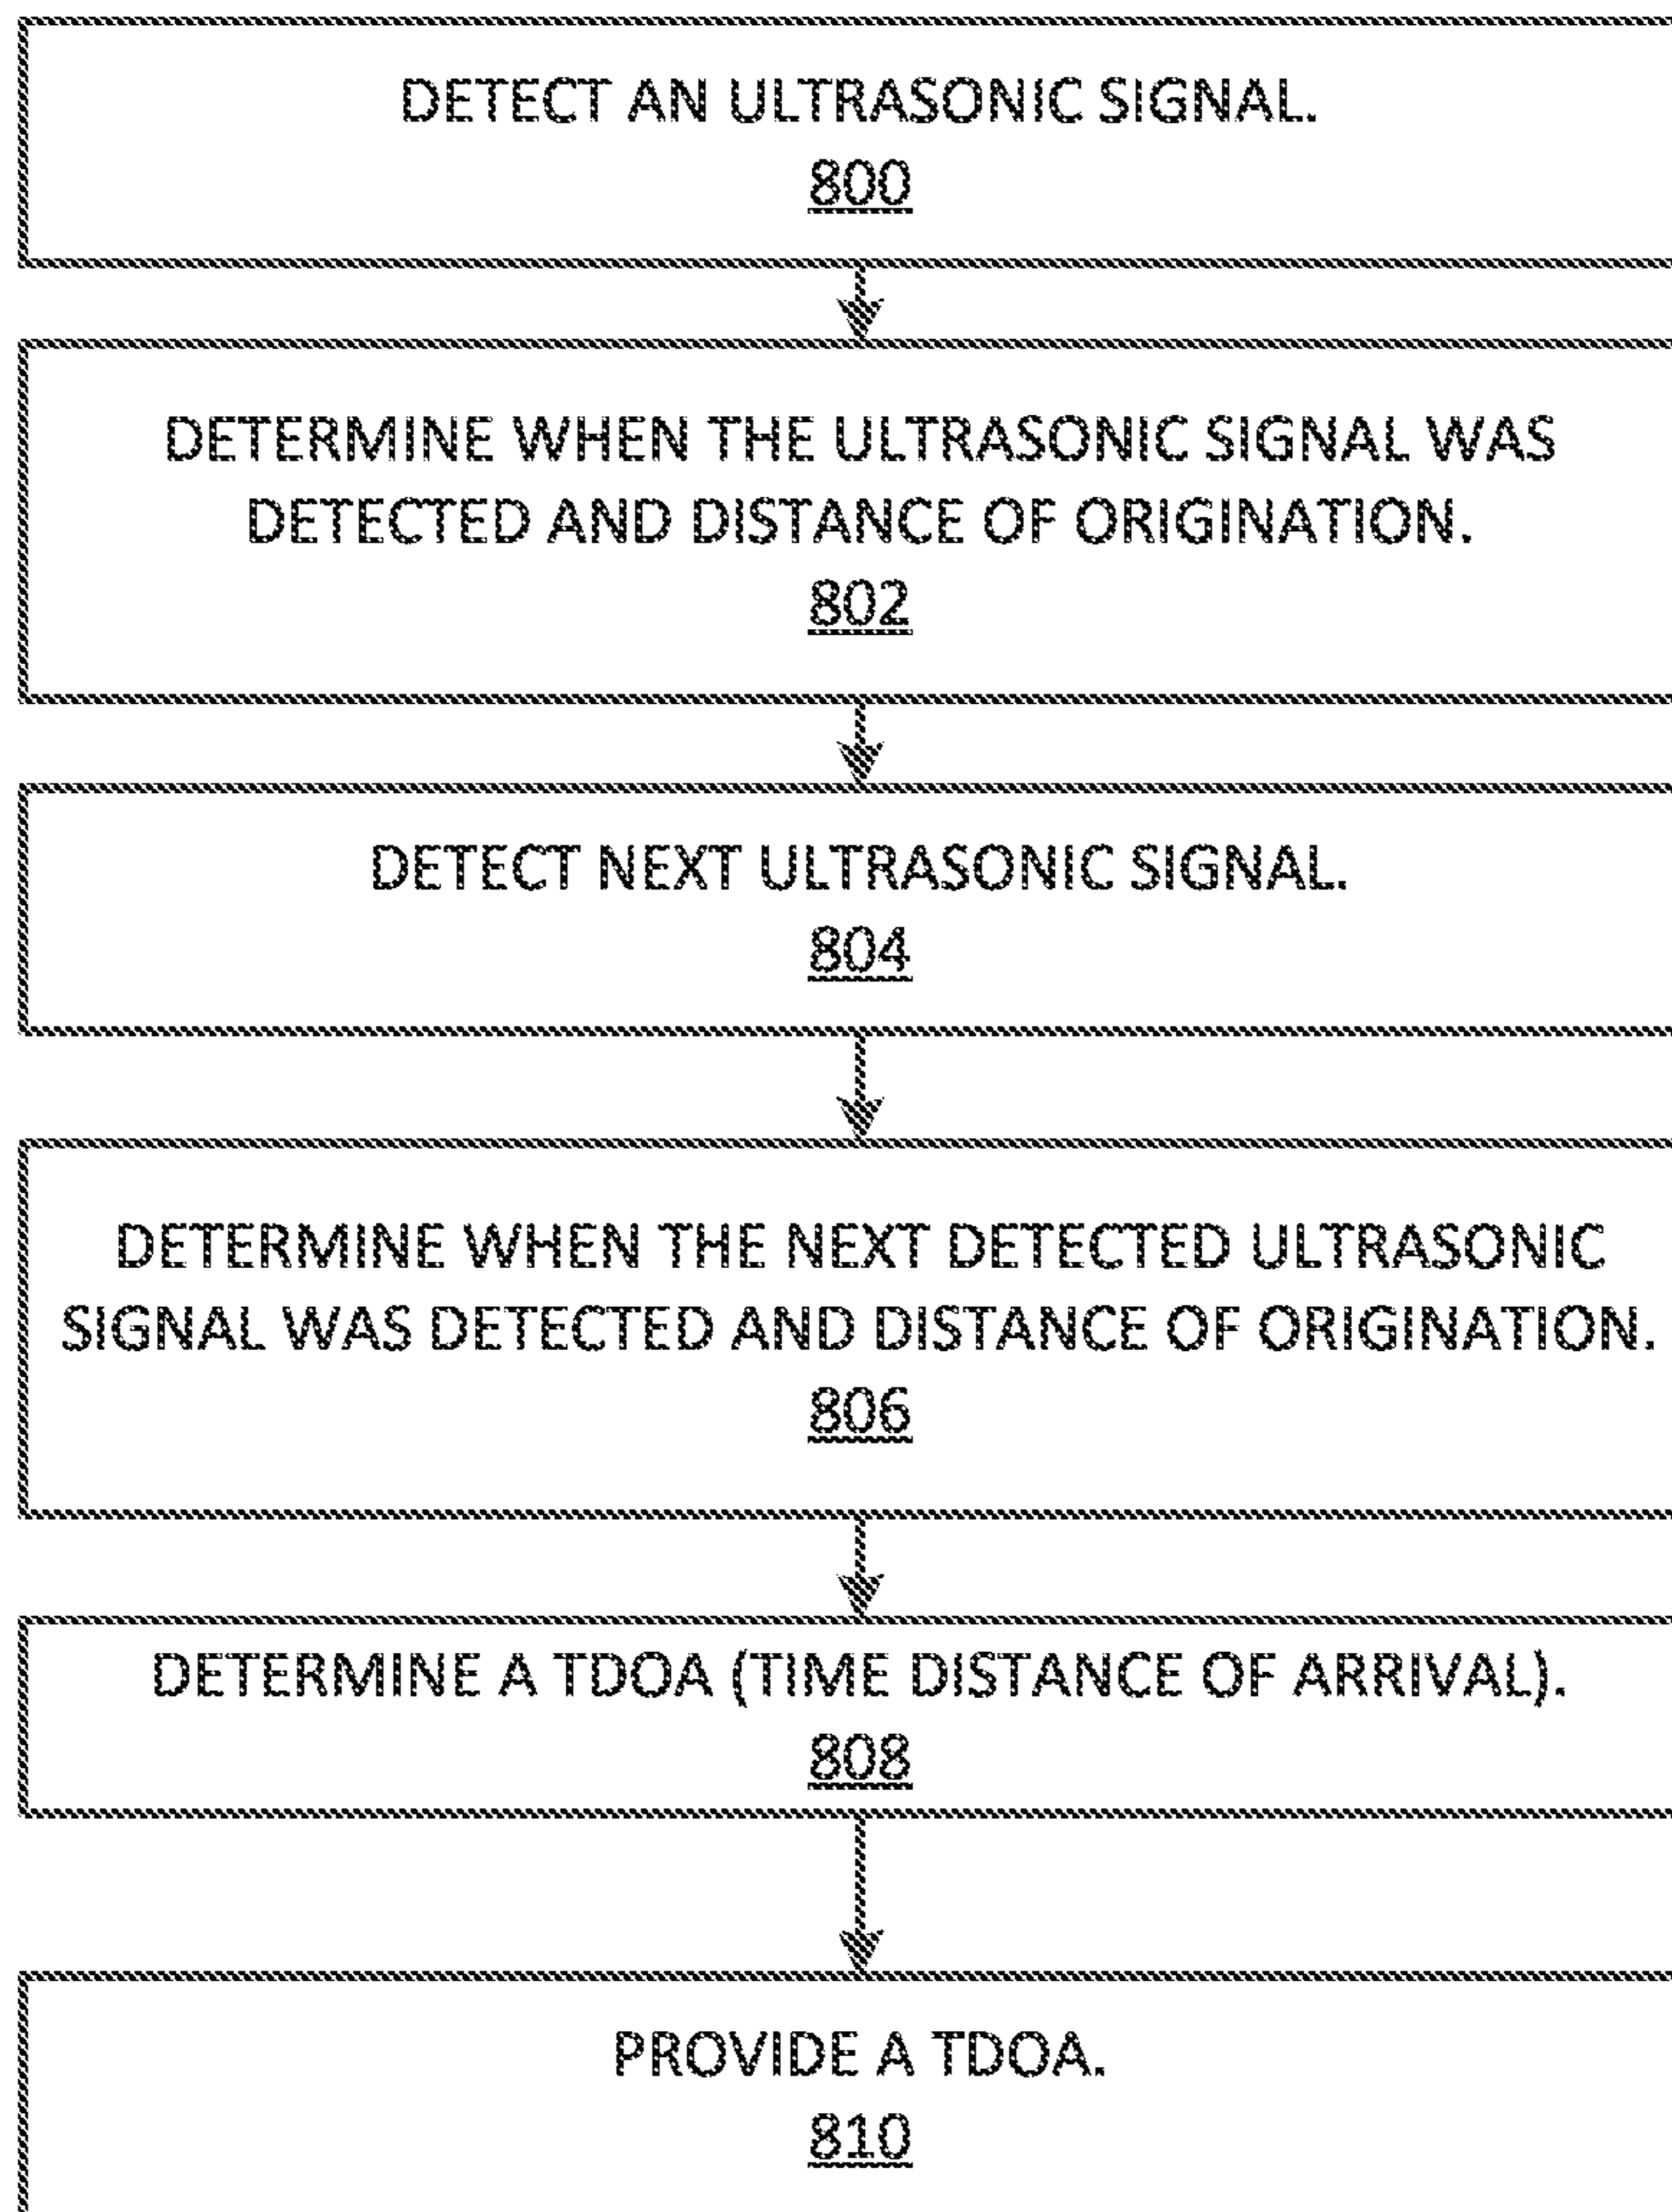 DETECT AN ULTRASONIC SIGNAL.
800
DETERMINE WHEN THE ULTRASONIC SIGNAL WAS
DETECTED AND DISTANCE OF ORIGINATION.
802
DETECT NEXT ULTRASONIC SIGNAL.
804
DETERMINE WHEN THE NEXT DETECTED ULTRASONIC
SIGNAL WAS DETECTED AND DISTANCE OF ORIGINATION.
806
DETERMINE A TDOA (TIME DISTANCE OF ARRIVAL).
808
PROVIDE A TDOA.
810